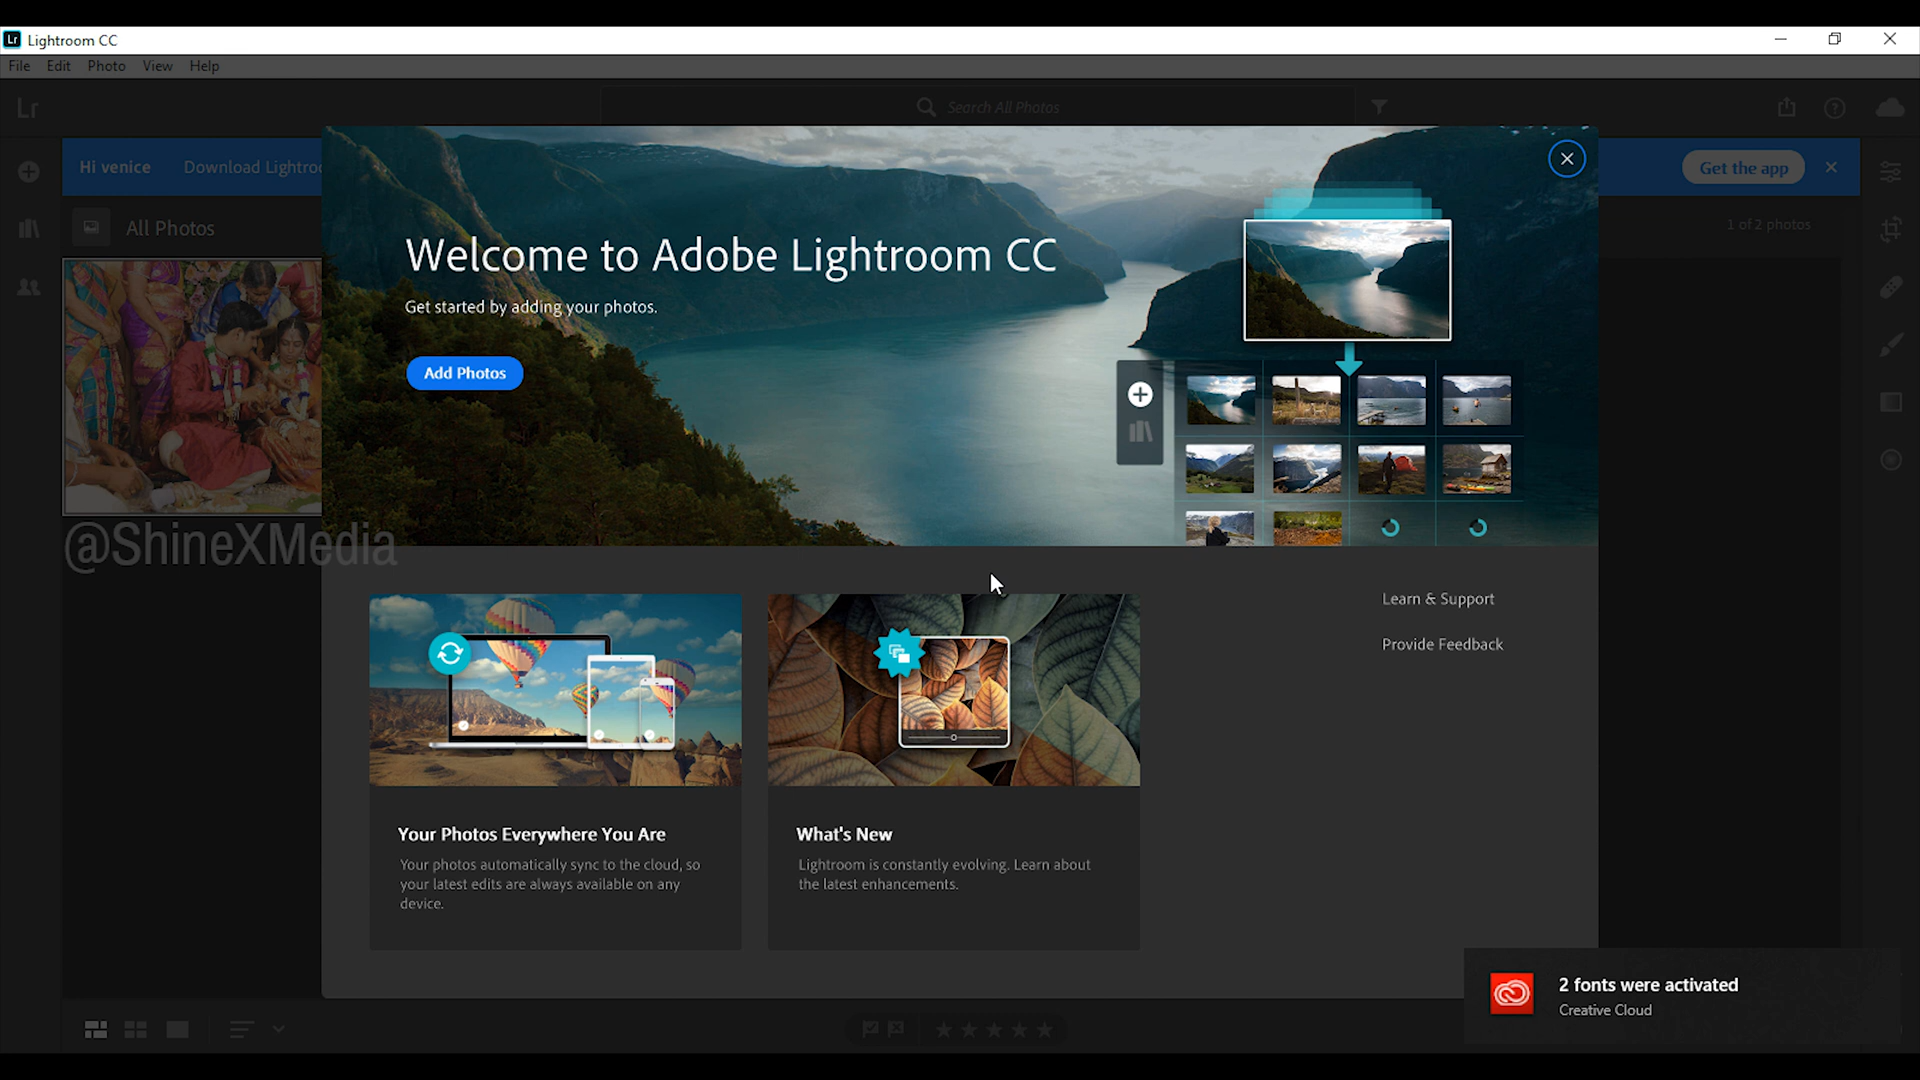 Lr Lightroom CC
File Edit Photo View Help
Lr
Search All Photos
Hi venice Download Lightroo
Get the app
All Photos
1 of 2 photos
Welcome to Adobe Lightroom CC
Get started by adding your photos.
Add Photos
@ShineXMedia
Learn & Support
Provide Feedback
Your Photos Everywhere You Are
Your photos automatically sync to the cloud, so
your latest edits are always available on any
device.
What's New
Lightroom is constantly evolving. Learn about
the latest enhancements.
2 fonts were activated
Creative Cloud